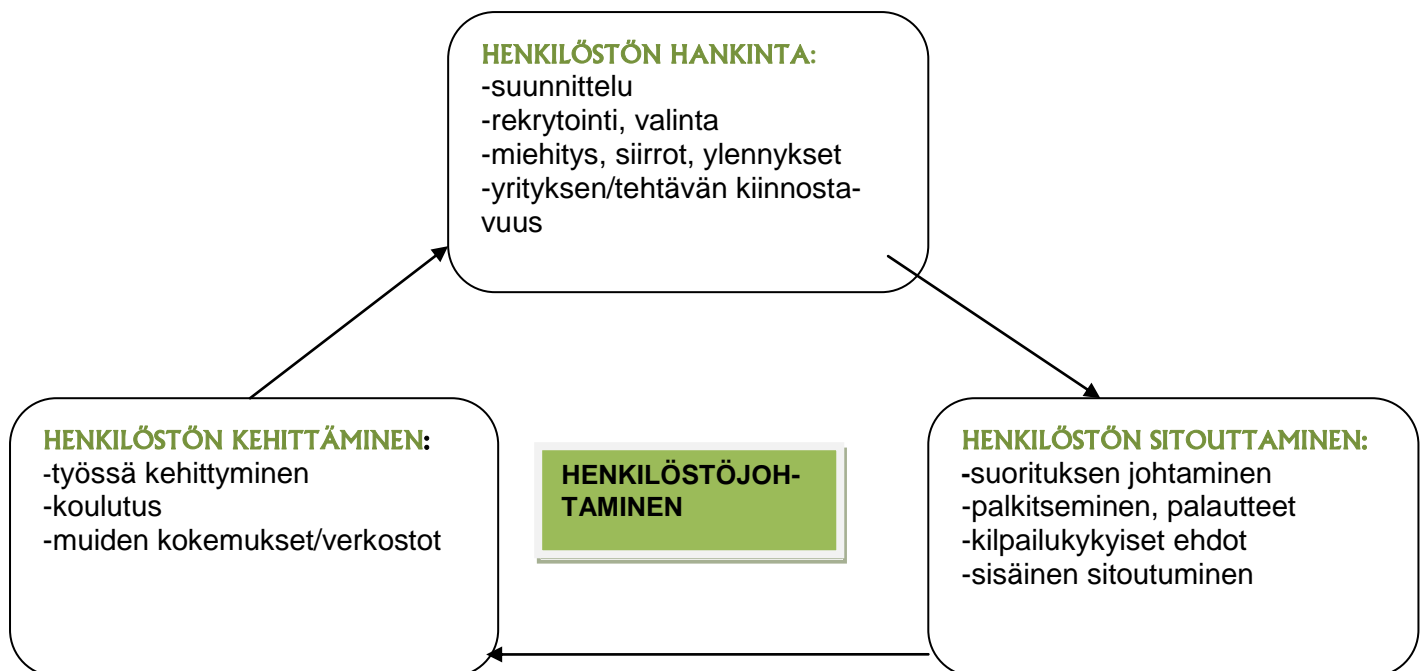 HENKILÖSTÖN HANKINTA:
-suunnittelu
-rekrytointi, valinta
-miehitys, siirrot, ylennykset
-yrityksen/tehtävän kiinnosta-
vuus
HENKILÖSTÖN KEHITTÄMINEN:
-työssä kehittyminen
-koulutus
-muiden kokemukset/verkostot
HENKILÖSTÖJOH-
TAMINEN
HENKILÖSTÖN SITOUTTAMINEN:
-suorituksen johtaminen
-palkitseminen, palautteet
-kilpailukykyiset ehdot
-sisäinen sitoutuminen